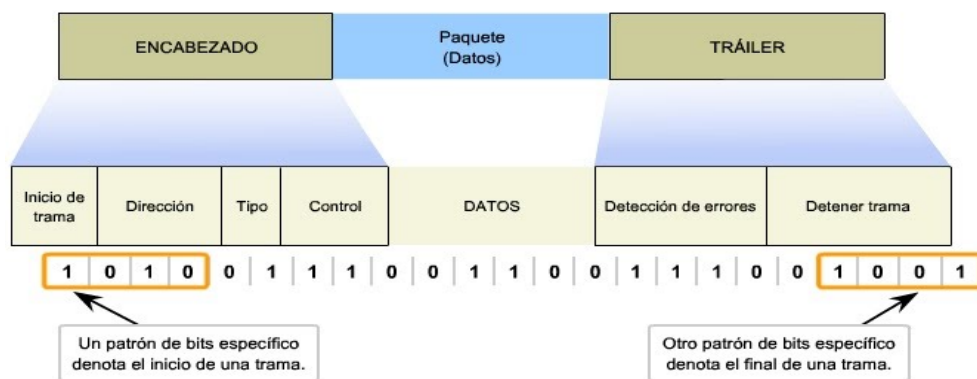 ENCABEZADO
Paquete
(Datos)
TRÁILER
Inicio de
trama
Dirección
Tipo
Control
DATOS
Detección de errores
Detener trama
1 0 1 0 0 1 1 1 0 0 1 1 0 0 1 1 1 0 0 1 0 0 1
Un patrón de bits específico
denota el inicio de una trama.
Otro patrón de bits específico
denota el final de una trama.